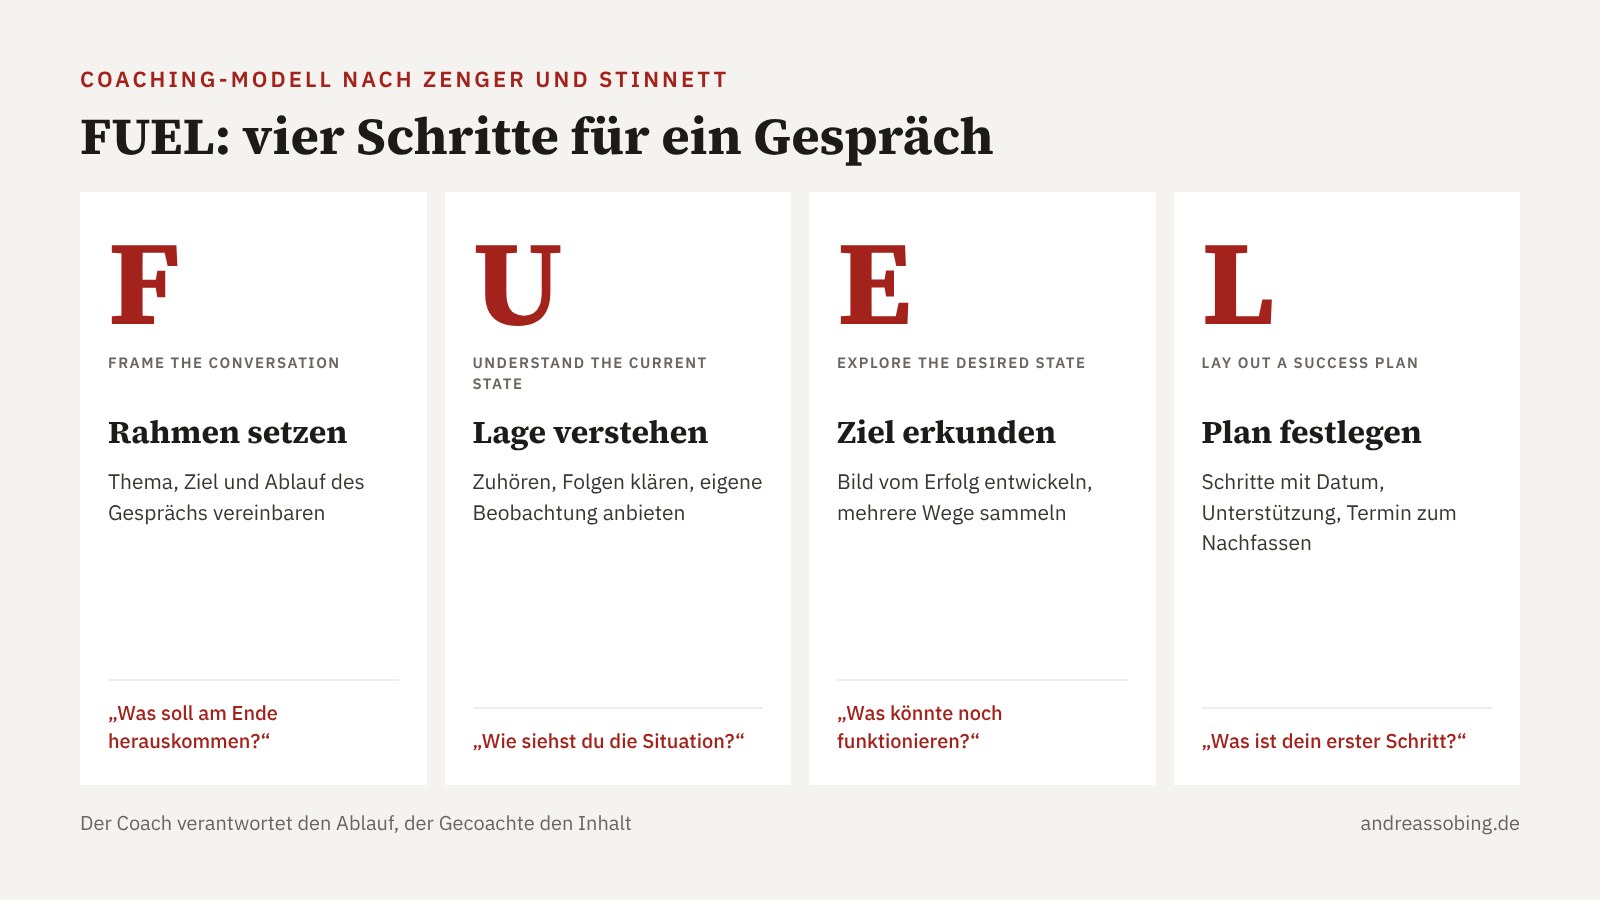 COACHING-MODELL NACH ZENGER UND STINNETT
FUEL: vier Schritte für ein Gespräch
F
FRAME THE CONVERSATION
Rahmen setzen
Thema, Ziel und Ablauf des
Gesprächs vereinbaren
„Was soll am Ende
herauskommen?“
U
UNDERSTAND THE CURRENT
STATE
Lage verstehen
Zuhören, Folgen klären, eigene
Beobachtung anbieten
„Wie siehst du die Situation?“
E
EXPLORE THE DESIRED STATE
Ziel erkunden
Bild vom Erfolg entwickeln,
mehrere Wege sammeln
„Was könnte noch
funktionieren?“
L
LAY OUT A SUCCESS PLAN
Plan festlegen
Schritte mit Datum,
Unterstützung, Termin zum
Nachfassen
„Was ist dein erster Schritt?“
Der Coach verantwortet den Ablauf, der Gecoachte den Inhalt
andreassobing.de